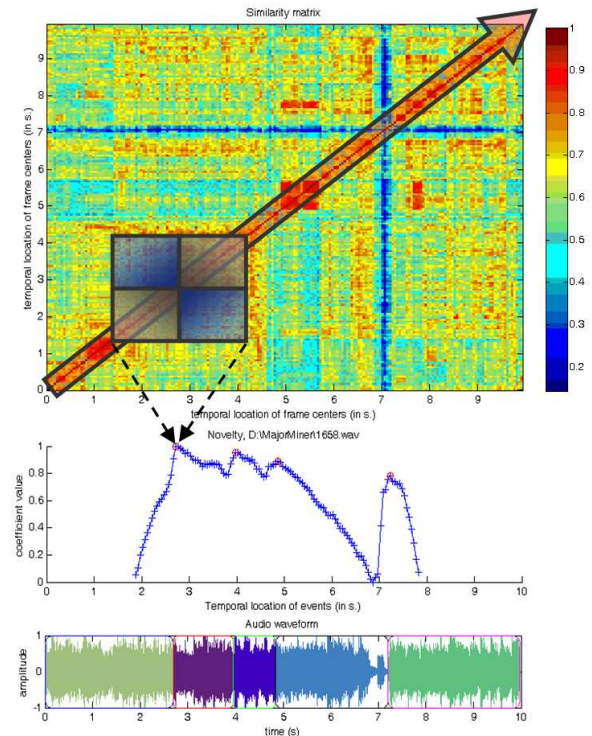 Similarity matrix
temporal location of frame centers (in s.)
9
8
7
6
5
4
3
2
1
0
0 1 2 3 4 5 6 7 8 9
temporal location of frame centers (in s.)
1
0.9
0.8
0.7
0.6
0.5
0.4
0.3
0.2
Novelty, D:\MajorMiner\1658.wav
coefficient value
1
0.8
0.6
0.4
0.2
0
0 1 2 3 4 5 6 7 8 9 10
Temporal location of events (in s.)
Audio waveform
amplitude
1
0
-1
0 1 2 3 4 5 6 7 8 9 10
time (s)